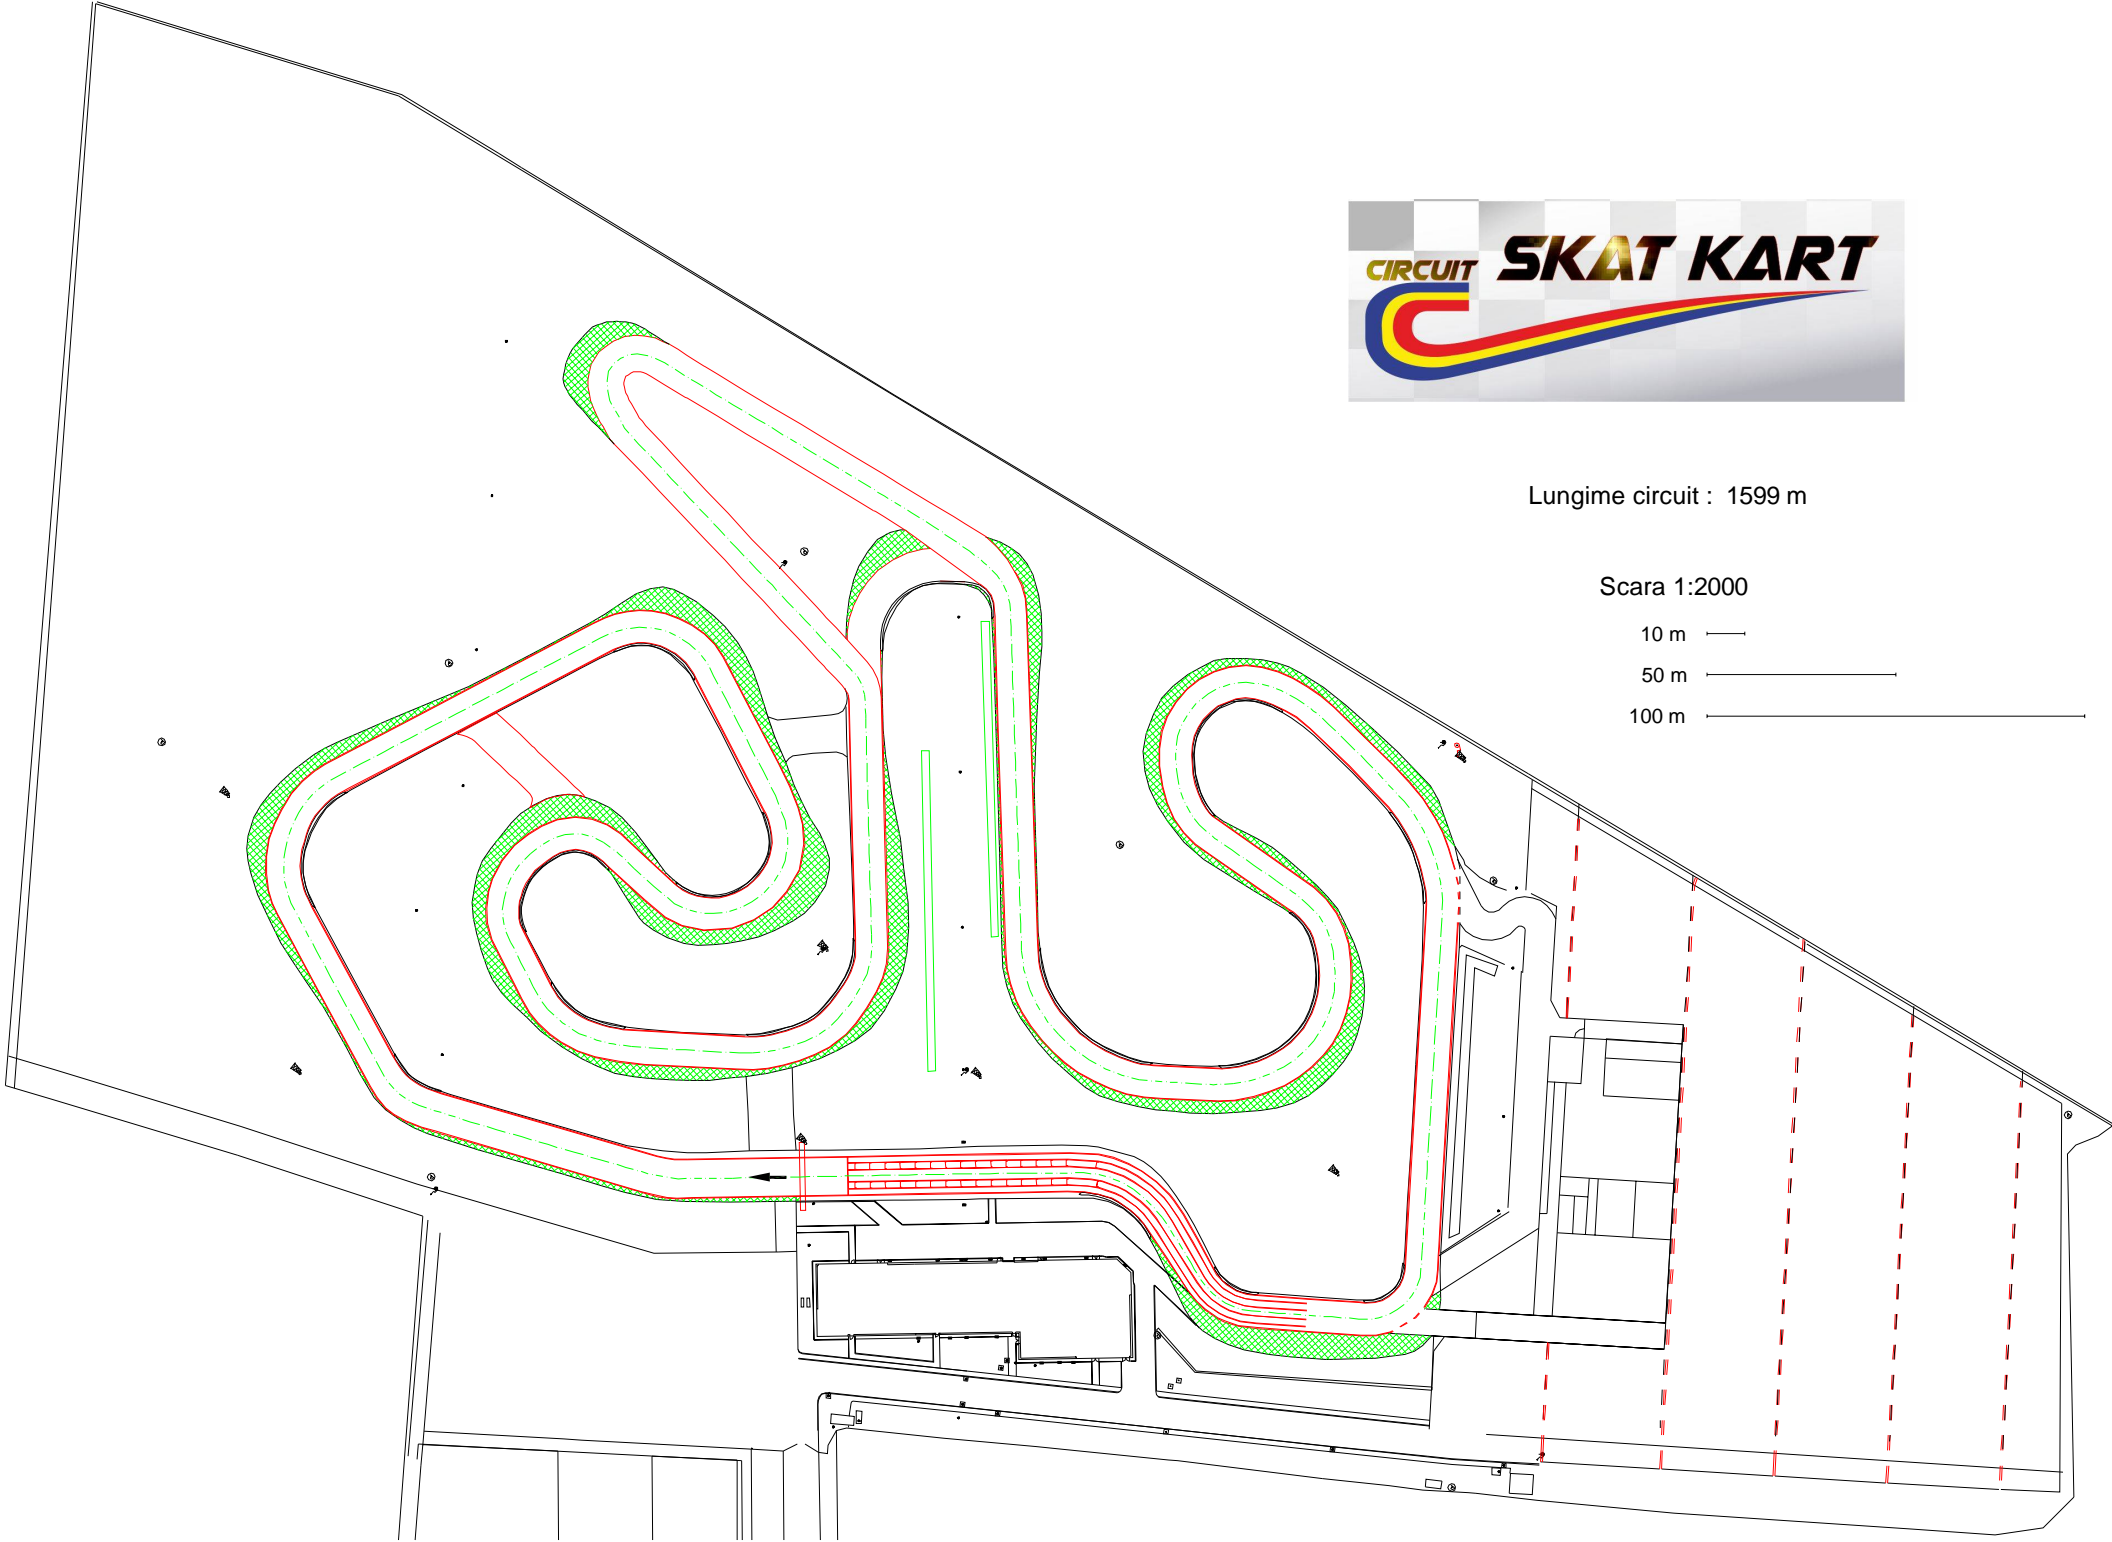 CIRCUIT SKAT KART
Lungime circuit : 1599 m
Scara 1:2000
10 m
50 m
100 m